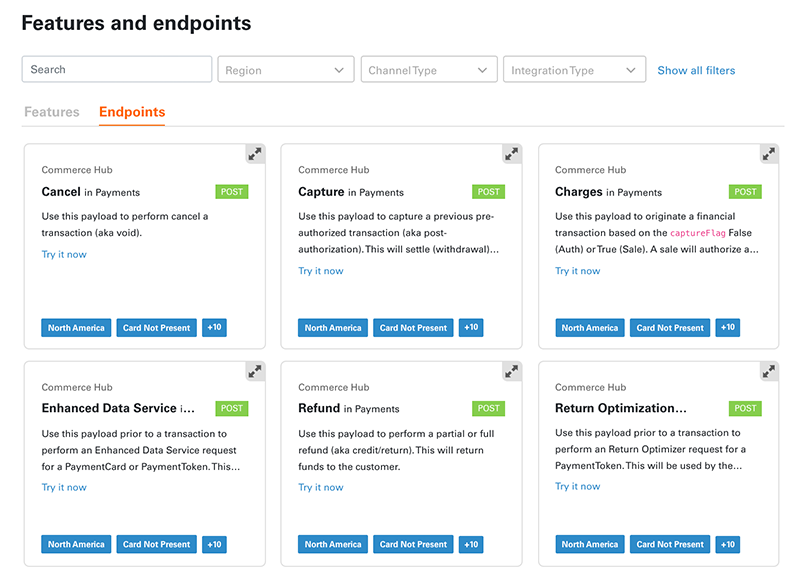 Features and endpoints
Search
Region
Channel Type
Integration Type
Show all filters
Features
Endpoints
Commerce Hub
Cancel in Payments
POST
Use this payload to perform cancel a
transaction (aka void).
Try it now
North America
Card Not Present
+10
Commerce Hub
Capture in Payments
POST
Use this payload to capture a previous pre-
authorized transaction (aka post-
authorization). This will settle (withdrawal)...
Try it now
North America
Card Not Present
+10
Commerce Hub
Charges in Payments
POST
Use this payload to originate a financial
transaction based on the captureFlag False
(Auth) or True (Sale). A sale will authorize a...
Try it now
North America
Card Not Present
+10
Commerce Hub
Enhanced Data Service i...
POST
Use this payload prior to a transaction to
perform an Enhanced Data Service request
for a PaymentCard or PaymentToken. This...
Try it now
North America
Card Not Present
+10
Commerce Hub
Refund in Payments
POST
Use this payload to perform a partial or full
refund (aka credit/return). This will return
funds to the customer.
Try it now
North America
Card Not Present
+10
Commerce Hub
Return Optimization...
POST
Use this payload prior to a transaction to
perform an Return Optimizer request for a
PaymentToken. This will be used by the...
Try it now
North America
Card Not Present
+10